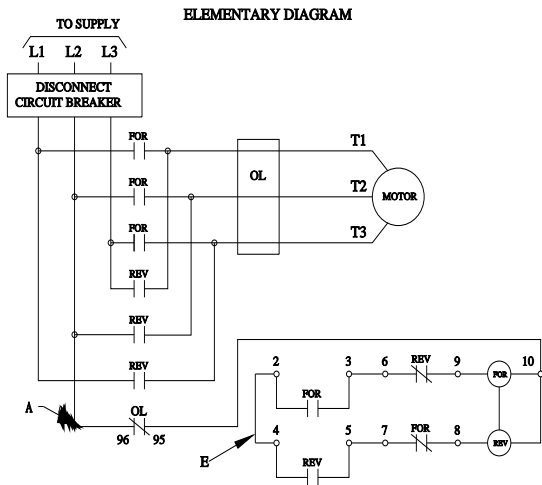 ELEMENTARY DIAGRAM
TO SUPPLY
L1 L2 L3
DISCONNECT
CIRCUIT BREAKER
FOR
T1
OL
FOR
T2
MOTOR
FOR
T3
REV
REV
REV
A
OL
96 95
2 3 6 REV 9 10
FOR
FOR
4 5 7 FOR 8
REV
E
REV